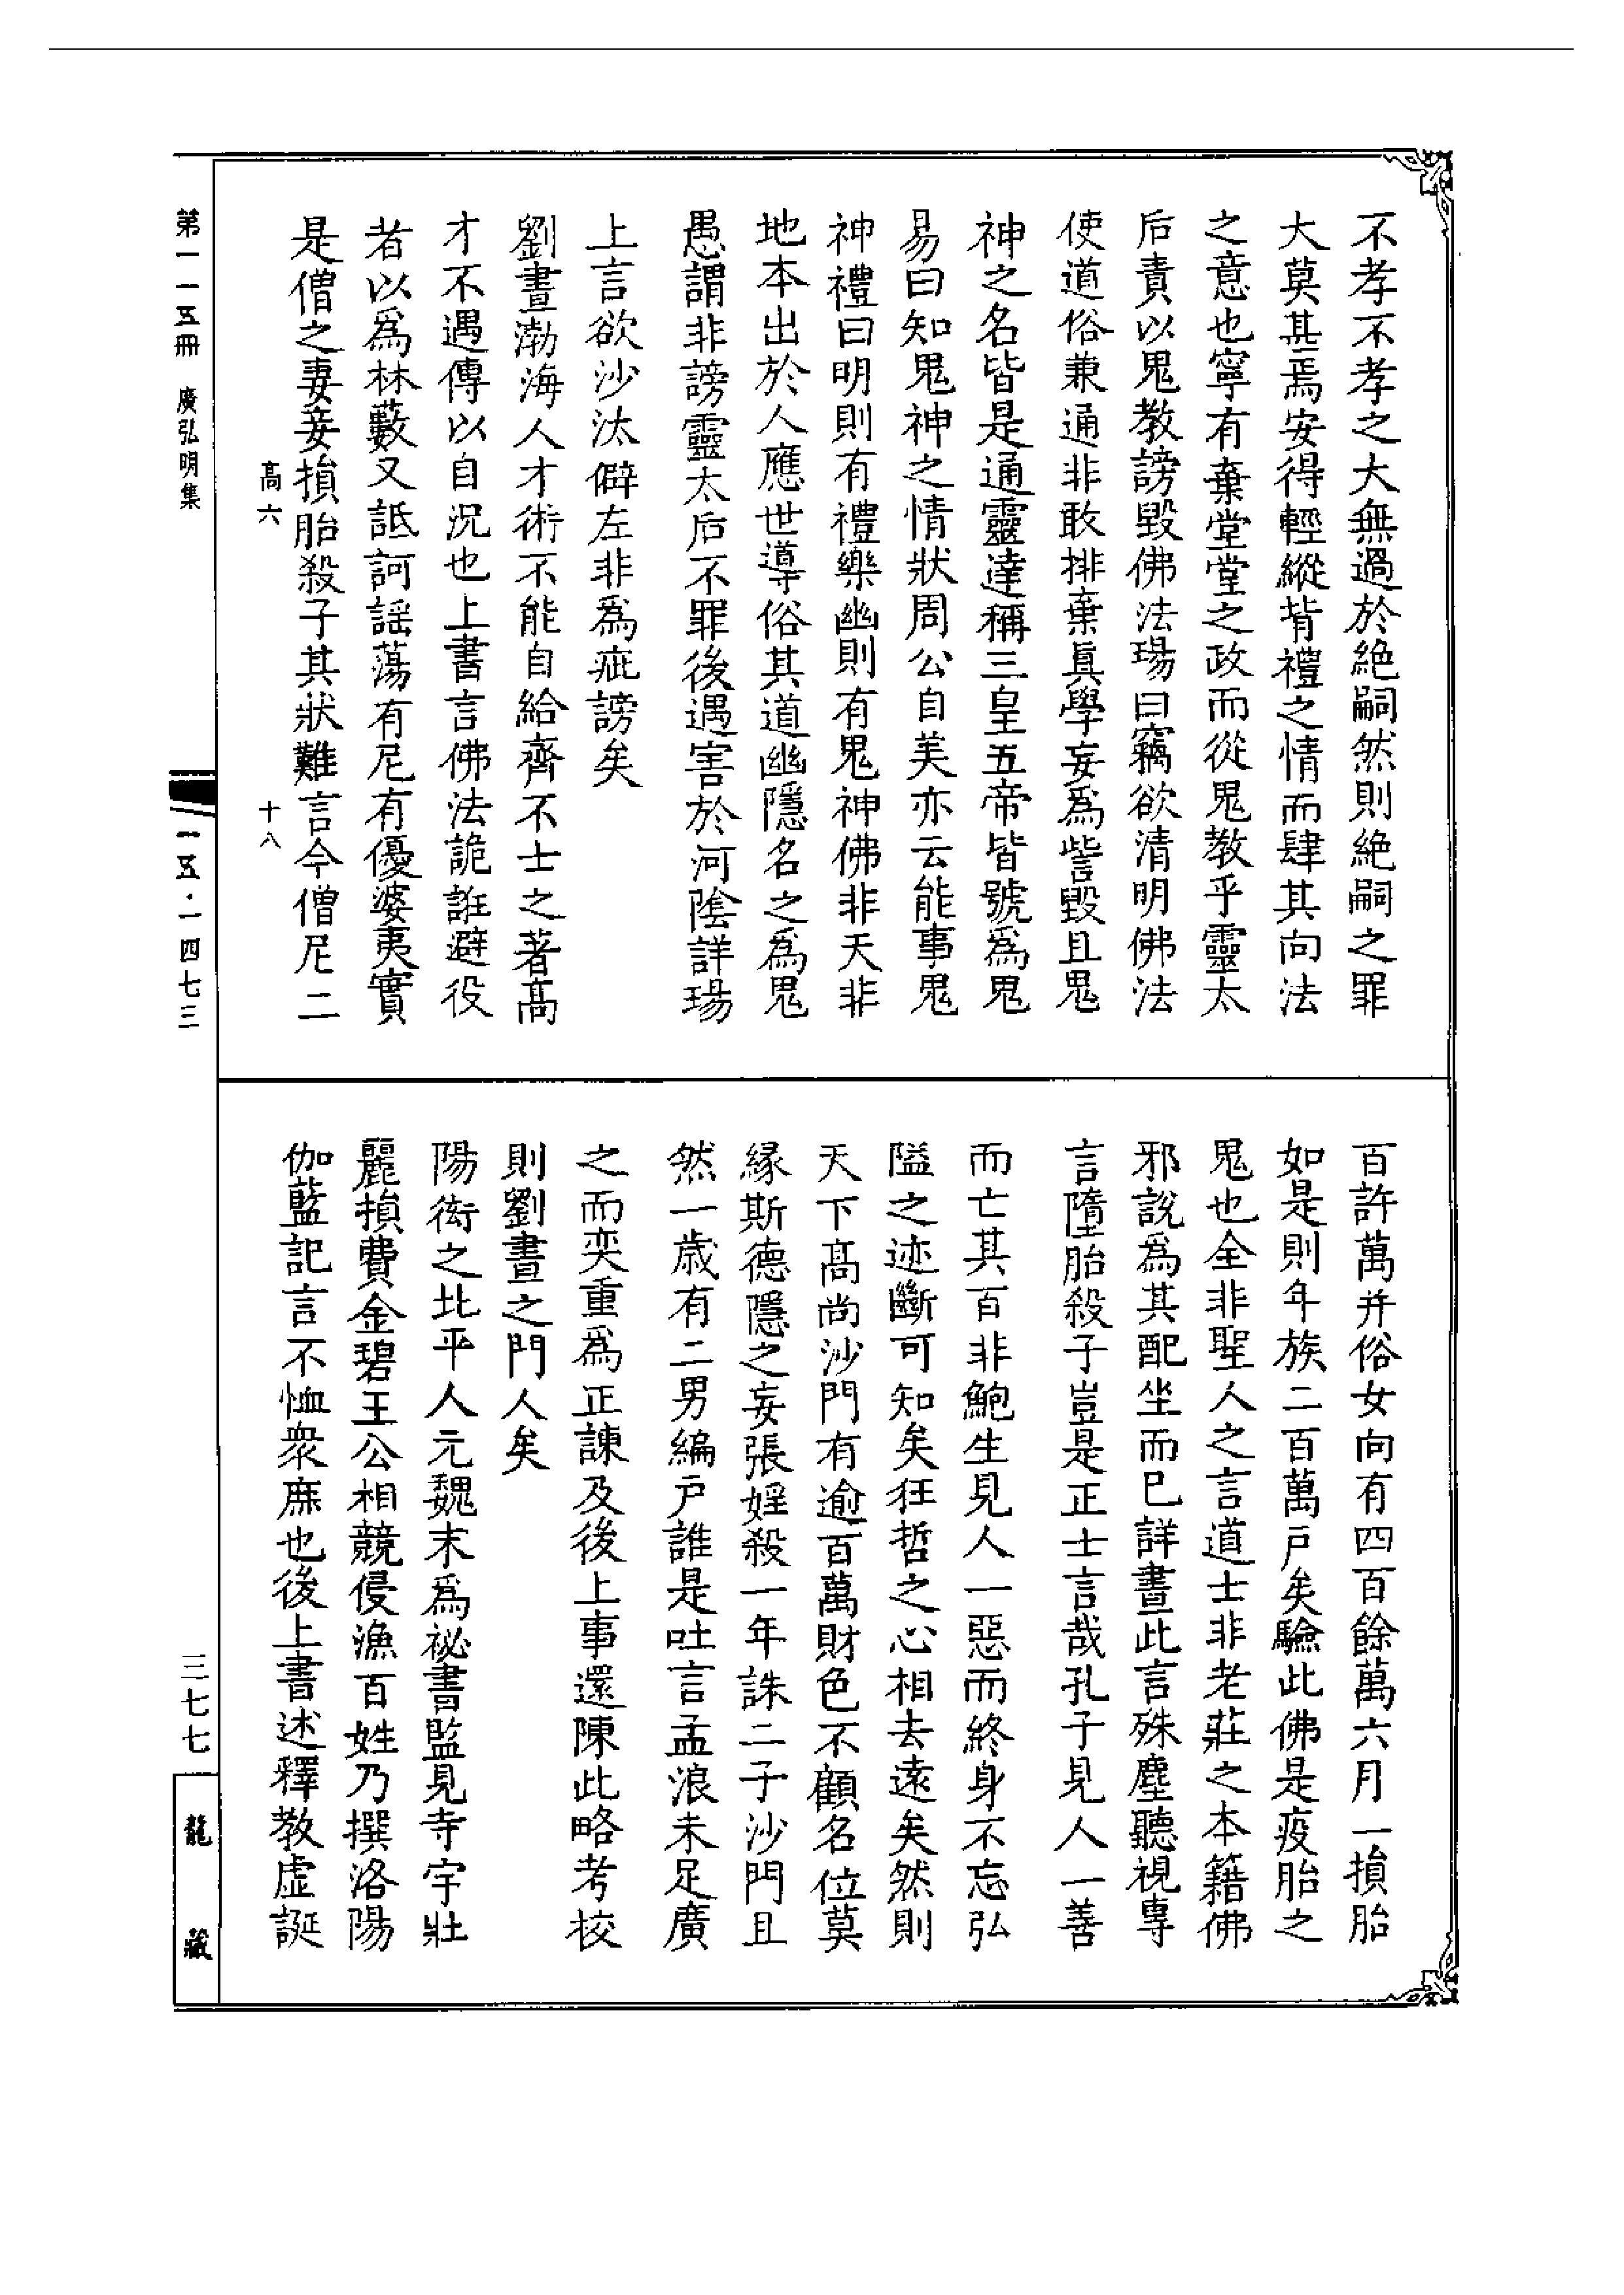 不孝不孝之大無過於絶嗣然則絶嗣之罪
大莫甚焉安得輕縱背禮之情而肆其向法
之意也寧有棄堂堂之政而從鬼教乎靈太
后責以鬼教謗毀佛法瑒曰竊欲清明佛法
使道俗兼通非敢排棄眞學妄爲訾毀且鬼
神之名皆是通靈達稱三皇五帝皆號爲鬼
易曰知鬼神之情狀周公自美亦云能事鬼
神禮曰明則有禮樂幽則有鬼神佛非天非
地本出於人應世導俗其道幽隱名之爲鬼
愚謂非謗靈太后不罪後遇害於河陰詳瑒
上言欲沙汰僻左非爲疵謗矣
劉晝渤海人才術不能自給齊不士之著髙
才不遇傳以自況也上書言佛法詭誑避役
者以爲林藪又詆訶謡蕩有尼有優婆夷實
是僧之妻妾損胎殺子其狀難言今僧尼二
百許萬并俗女向有四百餘萬六月一損胎
如是則年族二百萬戸矣驗此佛是疫胎之
鬼也全非聖人之言道士非老莊之本籍佛
邪説爲其配坐而已詳晝此言殊塵聽視専
言墮胎殺子豈是正士言哉孔子見人一善
而亡其百非鮑生見人一惡而終身不忘弘
隘之迹斷可知矣狂哲之心相去遠矣然則
天下髙尚沙門有逾百萬財色不顧名位莫
縁斯德隱之妄張婬殺一年誅二子沙門且
然一歲有二男編戸誰是吐言孟浪未足廣
之而奕重爲正諫及後上事還陳此略考校
則劉晝之門人矣
陽衒之北平人元魏末爲祕書監見寺宇壯
麗損費金碧王公相競侵漁百姓乃撰洛陽
伽藍記言不恤衆庶也後上書述釋教虚誕
髙六
十八
第一一五冊 廣弘明集
一五·一四七三
三七七
龍藏